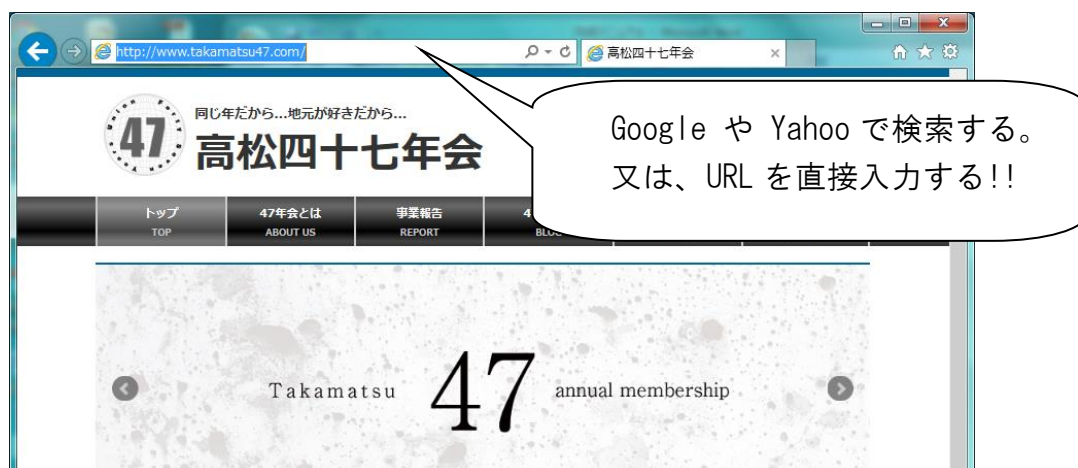 http://www.takamatsu47.com/
高松四十七年会
Google や Yahoo で検索する。
又は、URL を直接入力する!!
同じ年だから...地元が好きだから...
47
高松四十七年会
トップ
TOP
47年会とは
ABOUT US
事業報告
REPORT
4
Takamatsu 47 annual membership